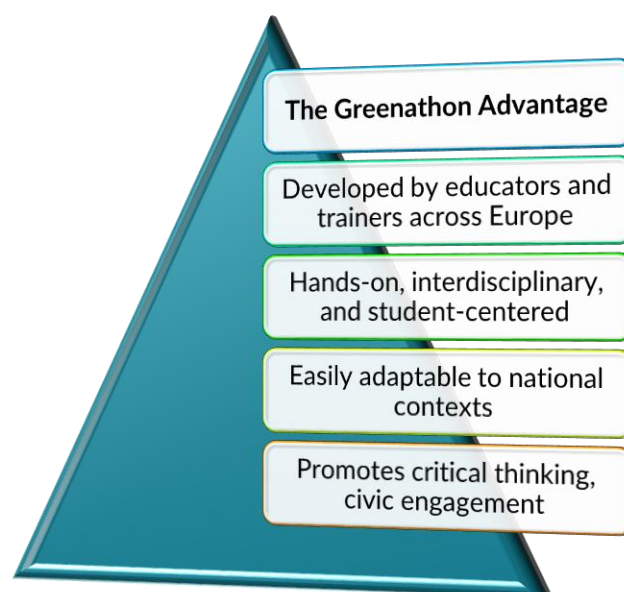 The Greenathon Advantage
Developed by educators and
trainers across Europe
Hands-on, interdisciplinary,
and student-centered
Easily adaptable to national
contexts
Promotes critical thinking,
civic engagement